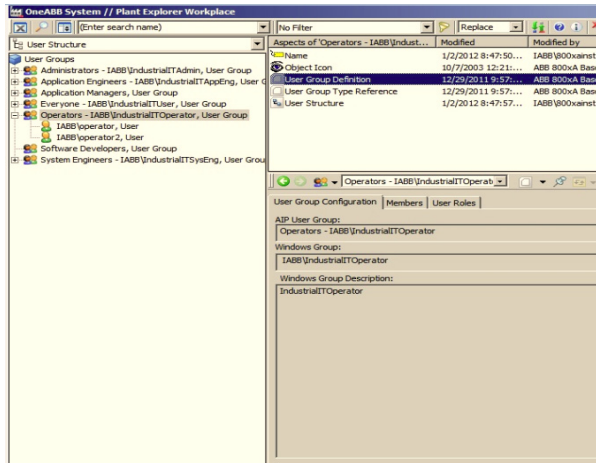 OneABB System // Plant Explorer Workplace
(Enter search name)
No Filter
Replace
User Structure
User Groups
Administrators - IABB\IndustrialITAdmin, User Group
Application Engineers - IABB\IndustrialITAppEng, User G
Application Managers, User Group
Everyone - IABB\IndustrialITUser, User Group
Operators - IABB\IndustrialITOperator, User Group
IABB\operator, User
IABB\operator2, User
Software Developers, User Group
System Engineers - IABB\IndustrialITSysEng, User Grou
Aspects of 'Operators - IABB\Indust... Modified Modified by
Name 1/2/2012 8:47:50... IABB\800xainst
Object Icon 10/7/2003 12:21:... ABB 800xA Bas
User Group Definition 12/29/2011 9:57:... ABB 800xA Bas
User Group Type Reference 12/29/2011 9:57:... ABB 800xA Bas
User Structure 1/2/2012 8:47:57... IABB\800xainst
Operators - IABB\IndustrialITOperat
User Group Configuration Members User Roles
AIP User Group:
Operators - IABB\IndustrialITOperator
Windows Group:
IABB\IndustrialITOperator
Windows Group Description:
IndustrialITOperator